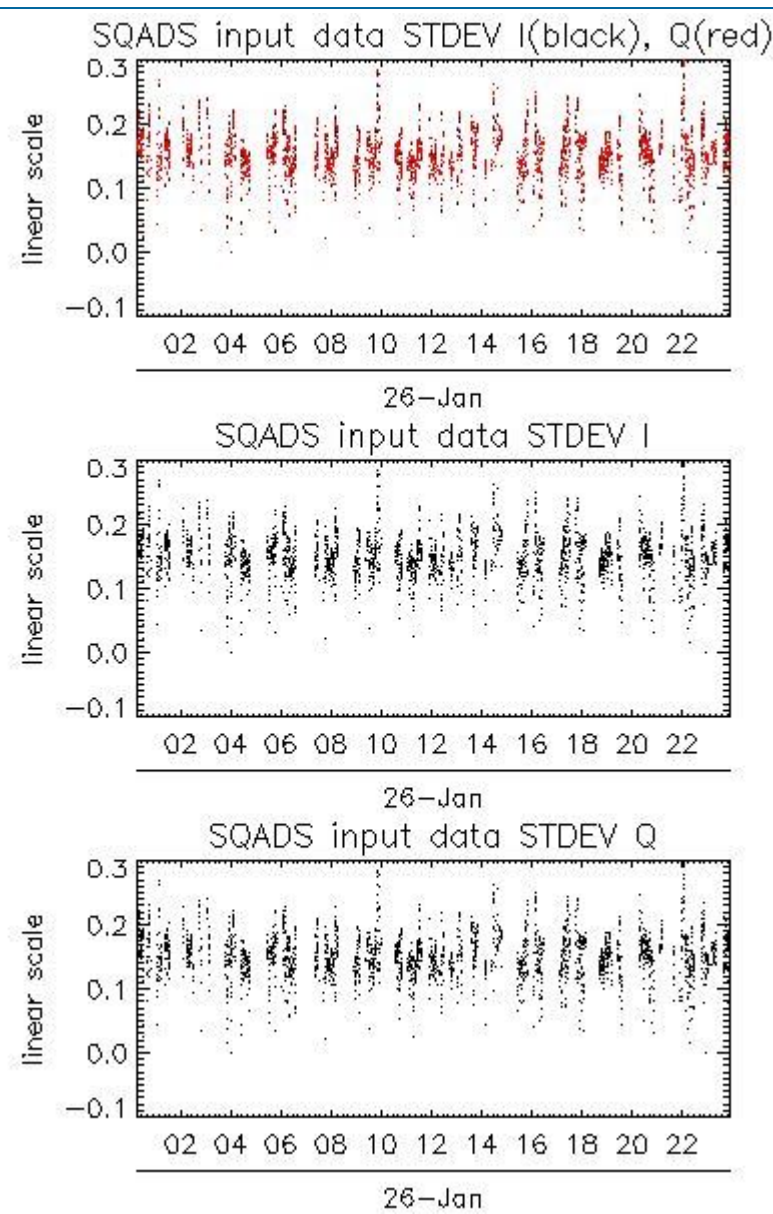 SQADS input data STDEV I(black), Q(red)
0.3
0.2
0.1
0.0
−0.1
linear scale
02 04 06 08 10 12 14 16 18 20 22
26−Jan
SQADS input data STDEV I
0.3
0.2
0.1
0.0
−0.1
linear scale
02 04 06 08 10 12 14 16 18 20 22
26−Jan
SQADS input data STDEV Q
0.3
0.2
0.1
0.0
−0.1
linear scale
02 04 06 08 10 12 14 16 18 20 22
26−Jan